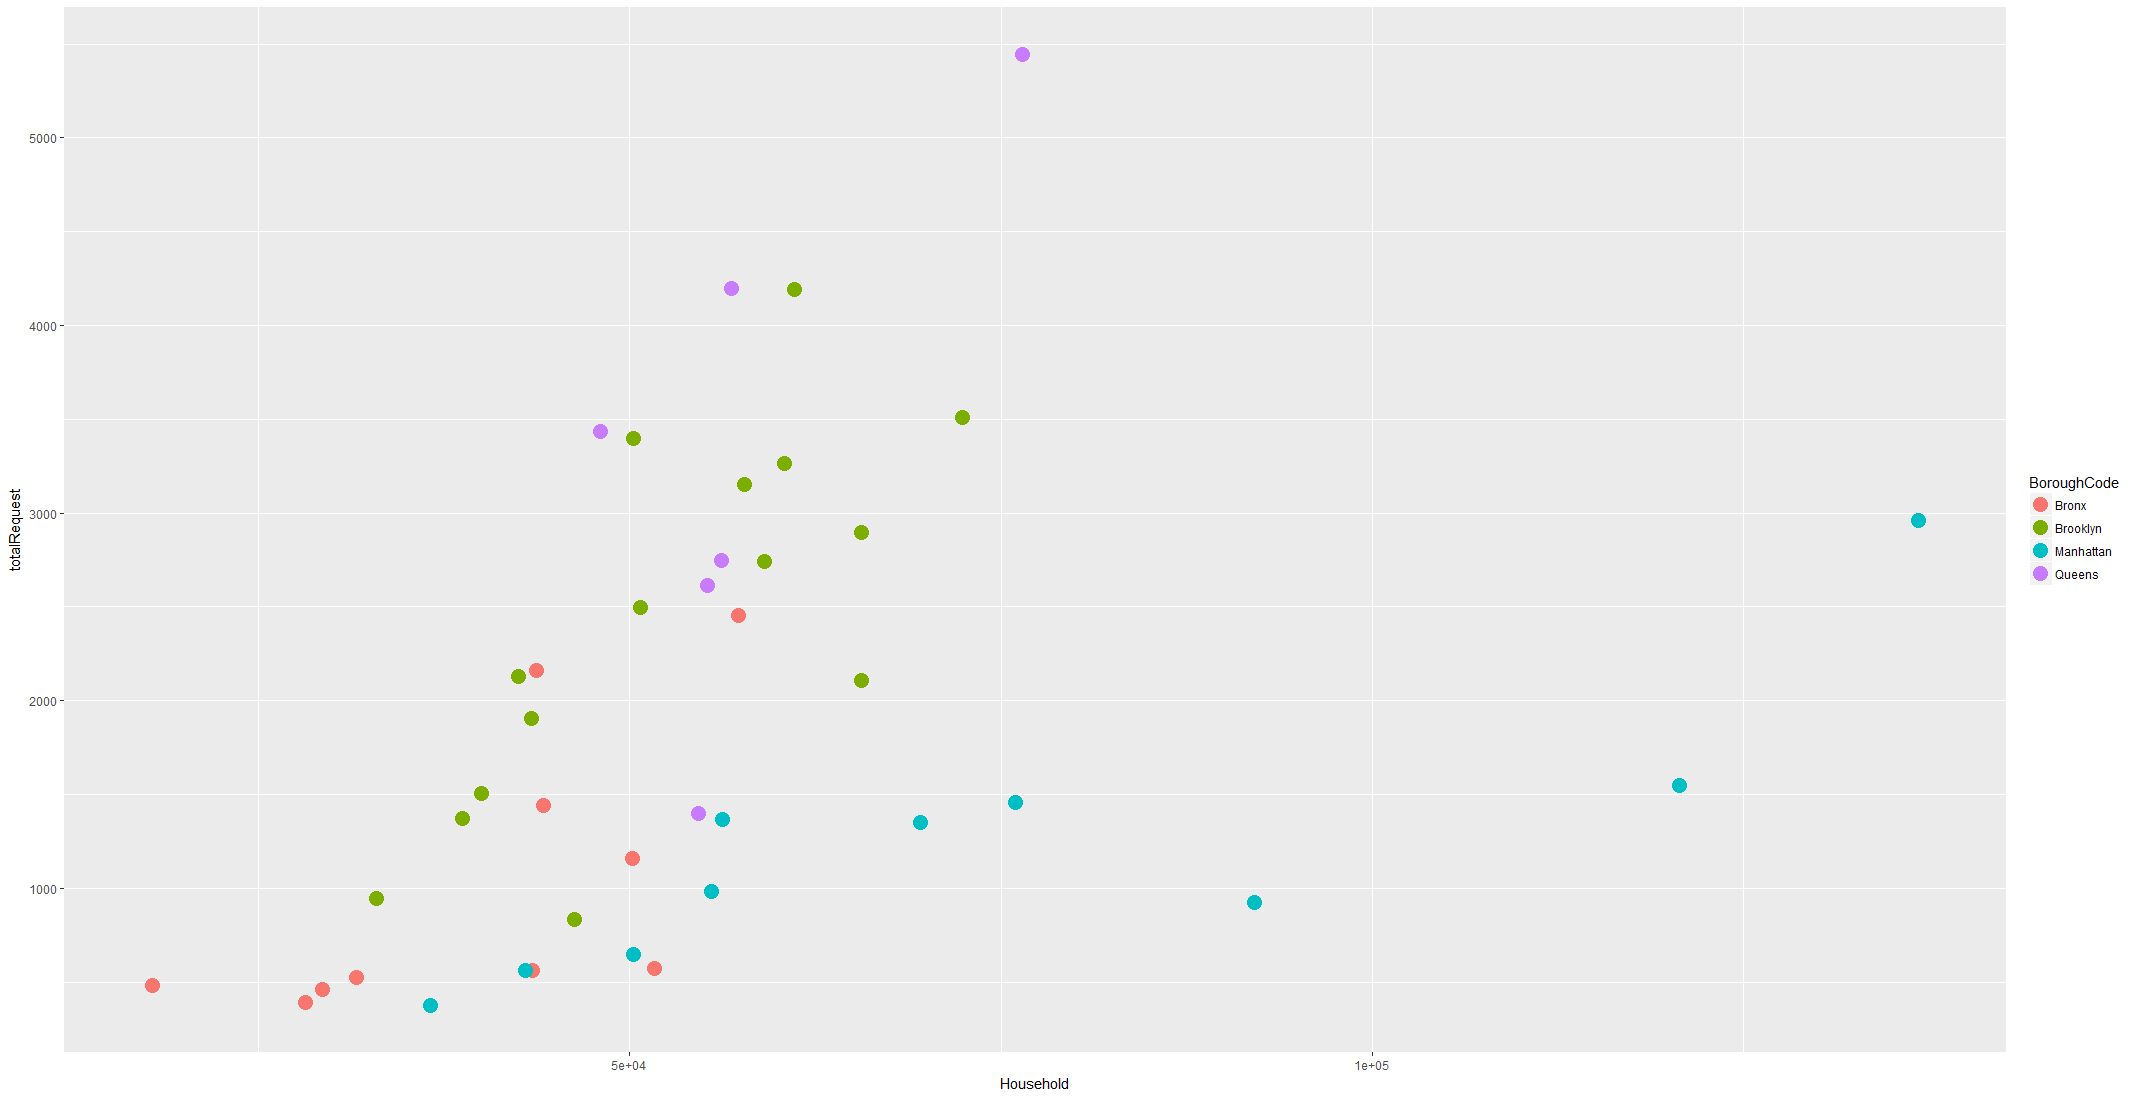 5000
4000
3000
2000
1000
totalRequest
5e+04
1e+05
Household
BoroughCode
Bronx
Brooklyn
Manhattan
Queens